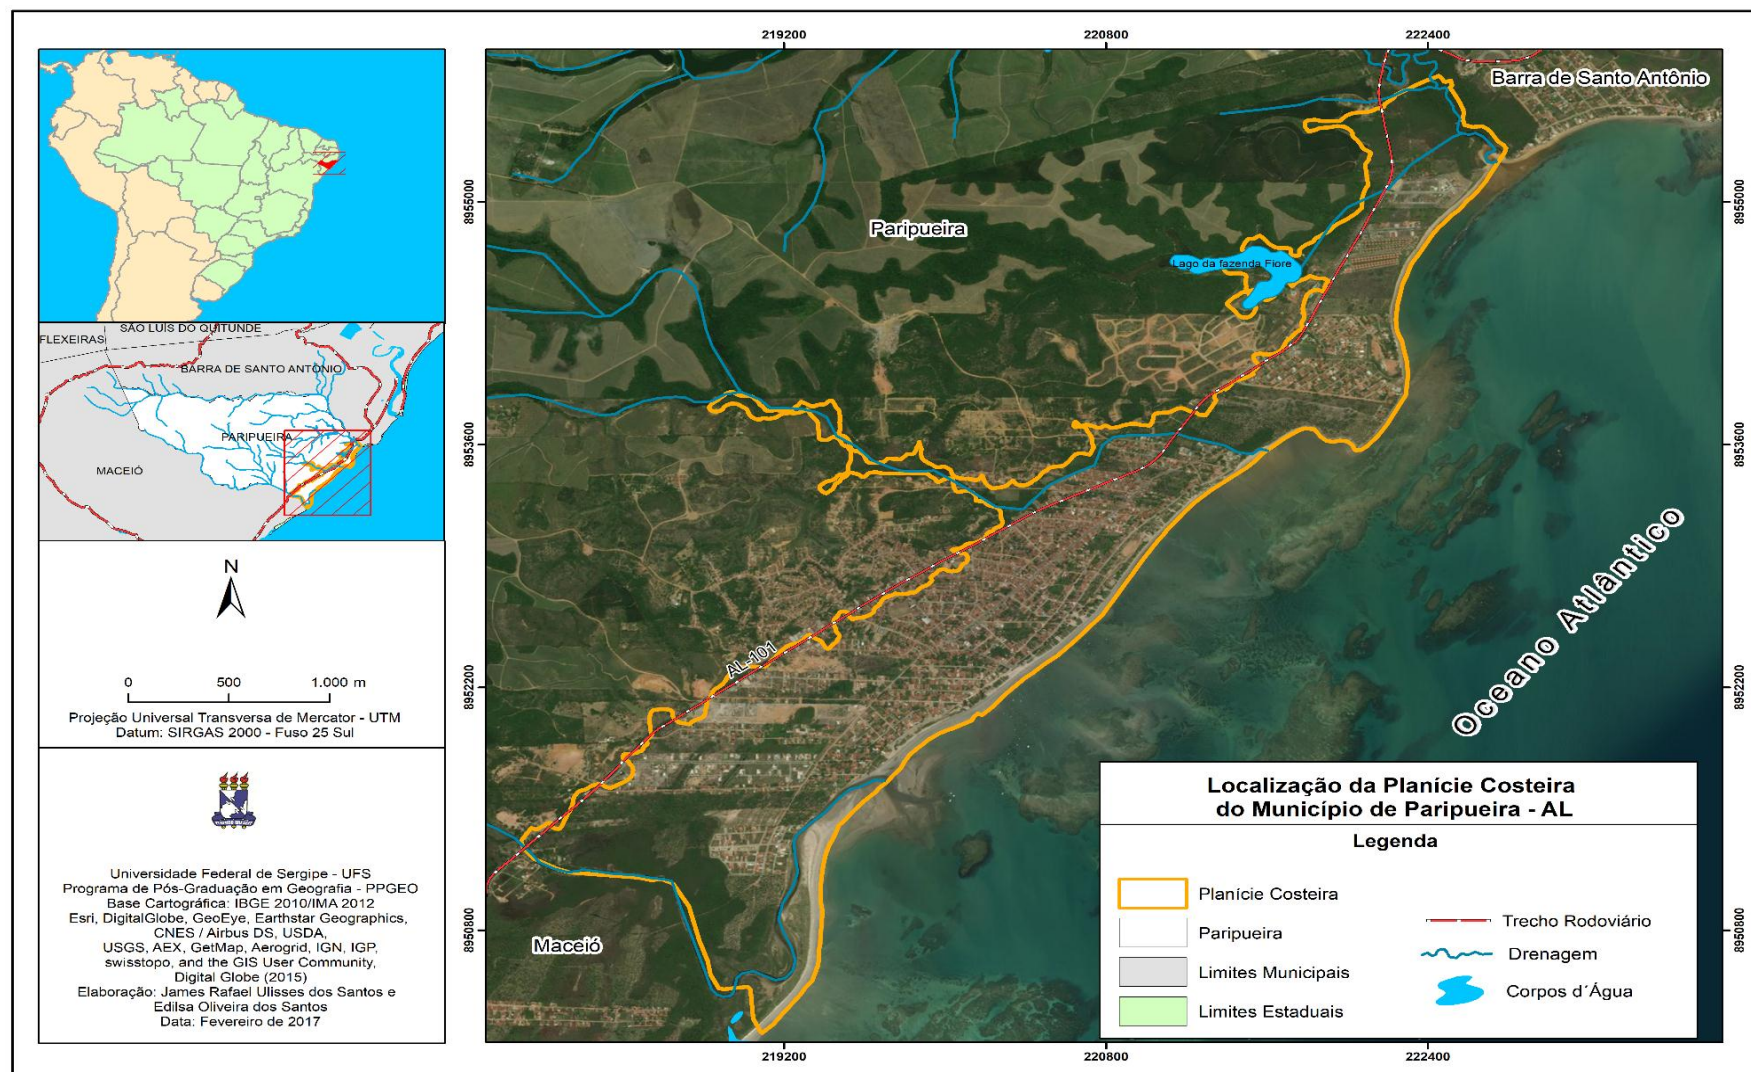 219200
220800
222400
8955000
8953600
8952200
8950800
8955000
8953600
8952200
8950800
219200
220800
222400
SÃO LUÍS DO QUITUNDE
FLEXEIRAS
BARRA DE SANTO ANTÔNIO
PARIPUEIRA
MACEIÓ
N
0 500 1.000 m
Projeção Universal Transversa de Mercator - UTM
Datum: SIRGAS 2000 - Fuso 25 Sul
Universidade Federal de Sergipe - UFS
Programa de Pós-Graduação em Geografia - PPGEO
Base Cartográfica: IBGE 2010/IMA 2012
Esri, DigitalGlobe, GeoEye, Earthstar Geographics,
CNES / Airbus DS, USDA,
USGS, AEX, GetMap, Aerogrid, IGN, IGP,
swisstopo, and the GIS User Community,
Digital Globe (2015)
Elaboração: James Rafael Ulisses dos Santos e
Edilsa Oliveira dos Santos
Data: Fevereiro de 2017
Barra de Santo Antônio
Paripueira
Lago da fazenda Fiore
AL-101
Oceano Atlântico
Maceió
Localização da Planície Costeira
do Município de Paripueira - AL
Legenda
Planície Costeira
Paripueira
Limites Municipais
Limites Estaduais
Trecho Rodoviário
Drenagem
Corpos d´Água